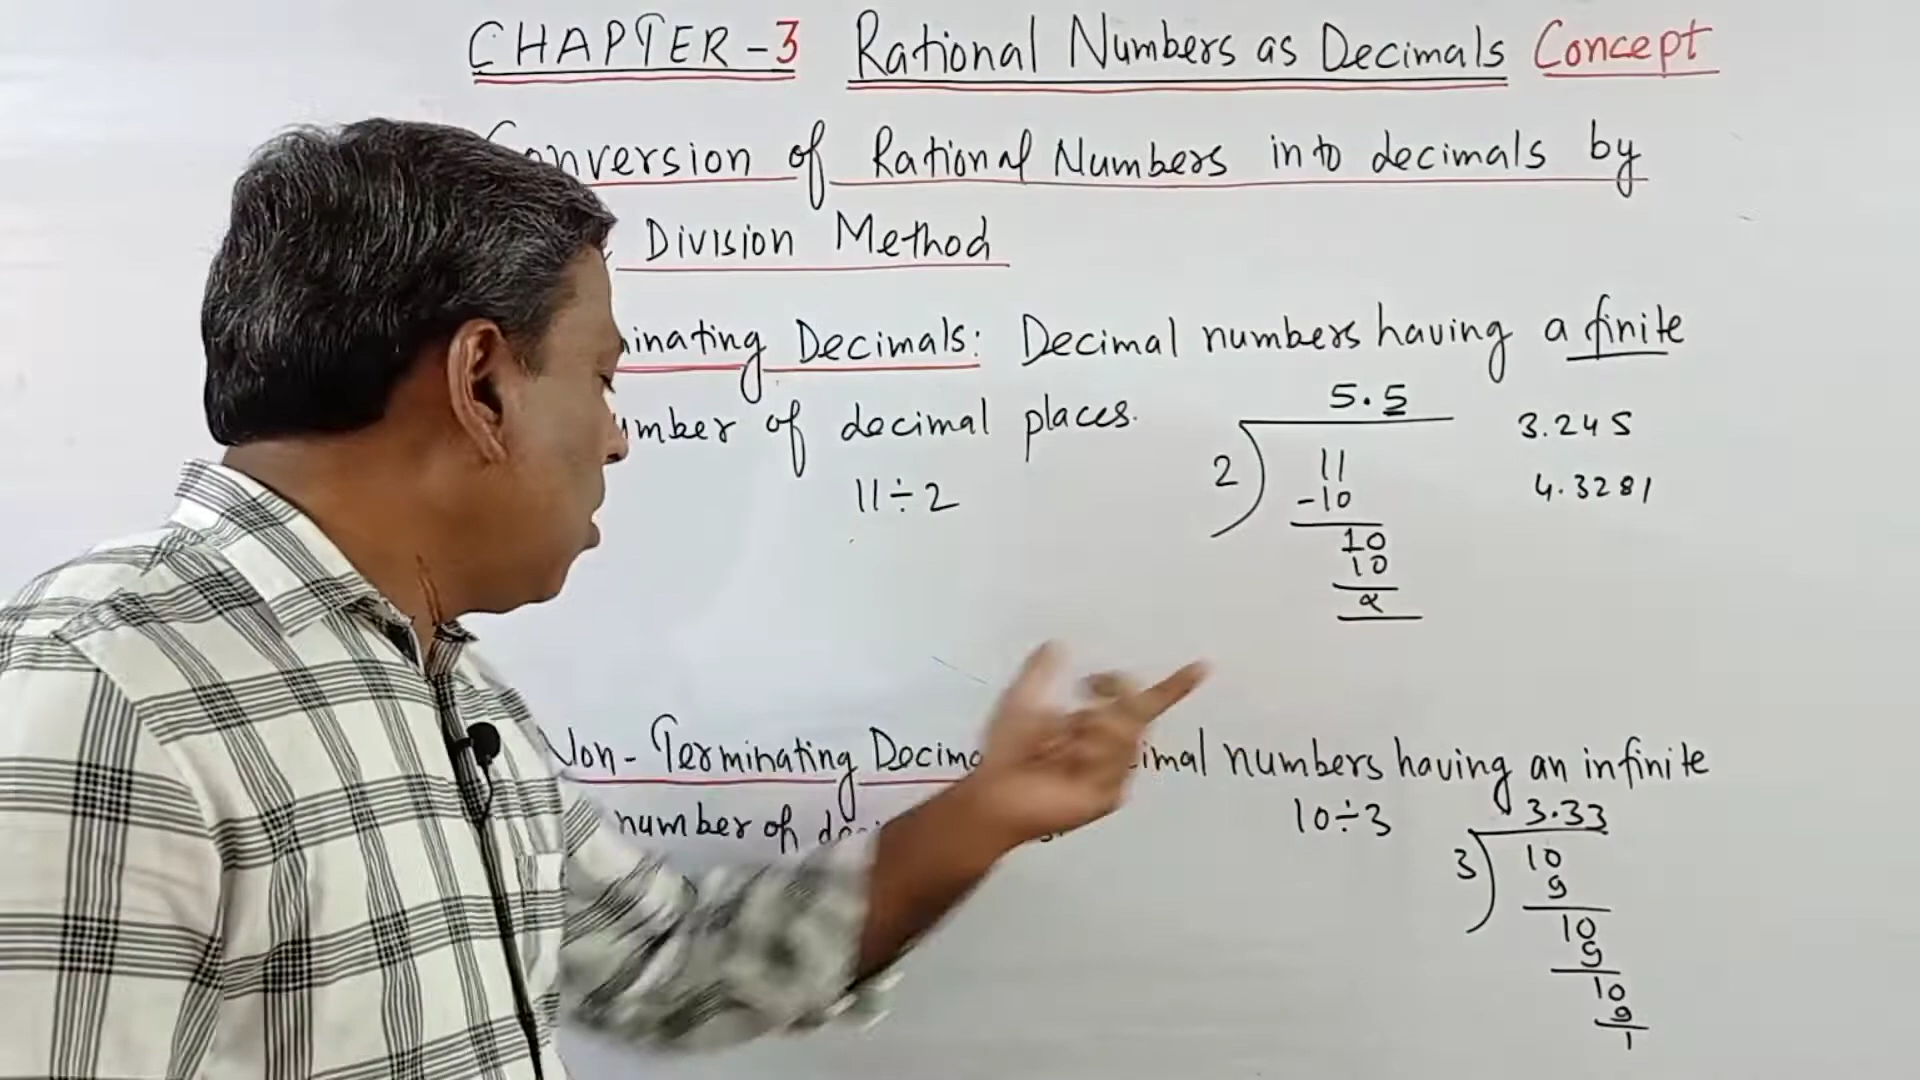 CHAPTER-3 Rational Numbers as Decimals Concept
Conversion of Rational Numbers into decimals by
Division Method
inating Decimals: Decimal numbers having a finite
umber of decimal places.
11÷2
5.5
2 11
-10
10
10
x
3.245
4.3281
Non-Terminating Decima imal numbers having an infinite
number of de s.
10÷3
3.33
3 10
9
10
9
10
9
1